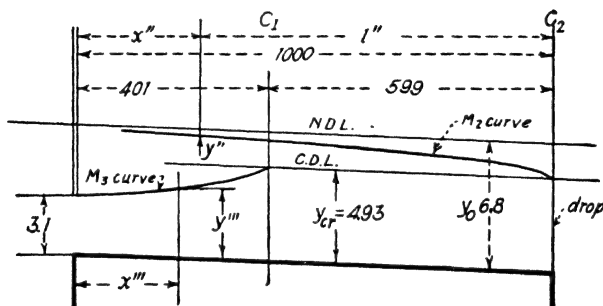 x" C1 l" C2
1000
401 599
N.D.L. M2 curve
y" C.D.L.
M3 curve
3.1 y''' ycr=4.93 y0 6.8 drop
x'''